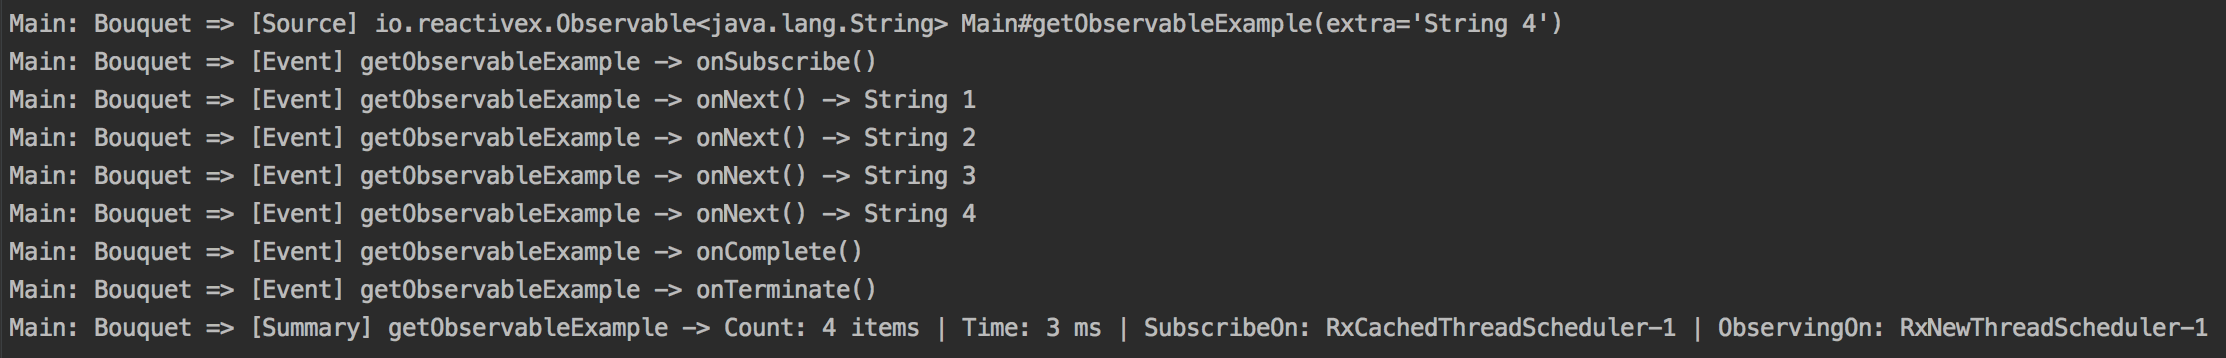 Main: Bouquet => [Source] io.reactivex.Observable<java.lang.String> Main#getObservableExample(extra='String 4')
Main: Bouquet => [Event] getObservableExample -> onSubscribe()
Main: Bouquet => [Event] getObservableExample -> onNext() -> String 1
Main: Bouquet => [Event] getObservableExample -> onNext() -> String 2
Main: Bouquet => [Event] getObservableExample -> onNext() -> String 3
Main: Bouquet => [Event] getObservableExample -> onNext() -> String 4
Main: Bouquet => [Event] getObservableExample -> onComplete()
Main: Bouquet => [Event] getObservableExample -> onTerminate()
Main: Bouquet => [Summary] getObservableExample -> Count: 4 items | Time: 3 ms | SubscribeOn: RxCachedThreadScheduler-1 | ObservingOn: RxNewThreadScheduler-1